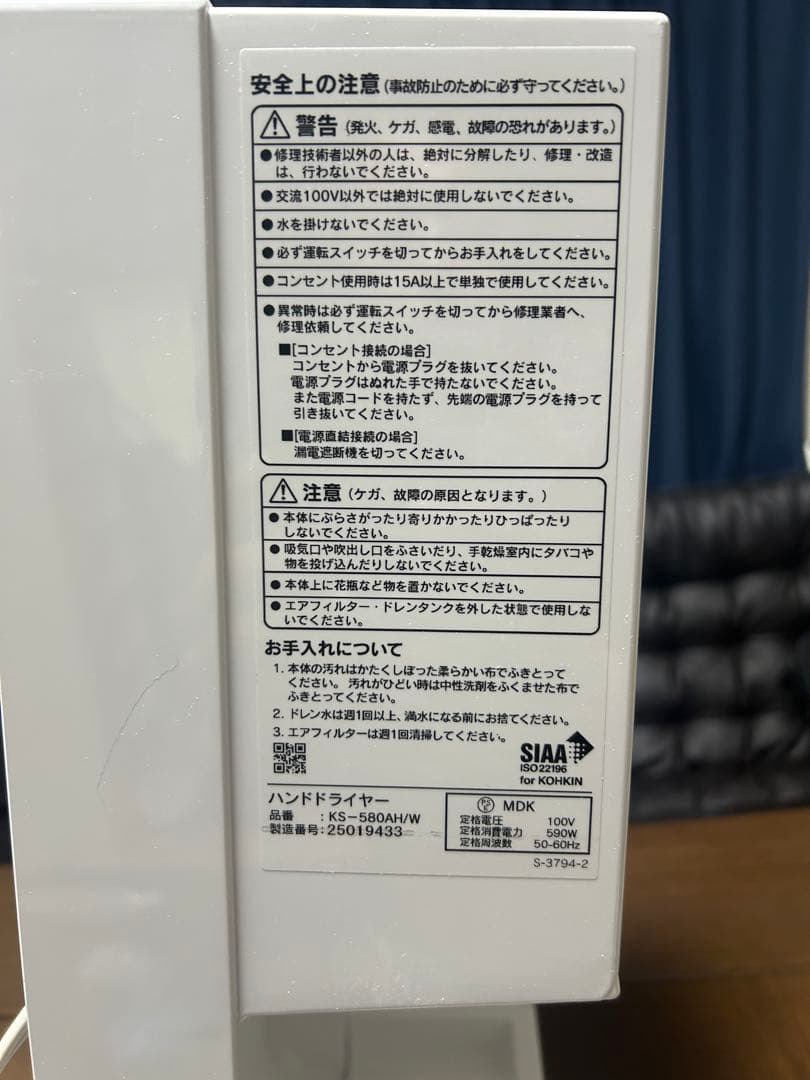 安全上の注意(事故防止のために必ず守ってください。)
警告(発火、ケガ、感電、故障の恐れがあります。)
●修理技術者以外の人は、絶対に分解したり、修理・改造
は、行わないでください。
●交流100V以外では絶対に使用しないでください。
●水を掛けないでください。
●必ず運転スイッチを切ってからお手入れをしてください。
●コンセント使用時は15A以上で単独で使用してください。
●異常時は必ず運転スイッチを切ってから修理業者へ、
修理依頼してください。
■[コンセント接続の場合]
コンセントから電源プラグを抜いてください。
電源プラグはぬれた手で持たないでください。
また電源コードを持たず、先端の電源プラグを持って
引き抜いてください。
■[電源直結接続の場合]
漏電遮断機を切ってください。
注意(ケガ、故障の原因となります。)
●本体にぶらさがったり寄りかかったりひっぱったり
しないでください。
●吸気口や吹出し口をふさいだり、手乾燥室内にタバコや
物を投げ込んだりしないでください。
●本体上に花瓶など物を置かないでください。
●エアフィルター・ドレンタンクを外した状態で使用しな
いでください。
お手入れについて
1. 本体の汚れはかたくしぼった柔らかい布でふきとって
ください。汚れがひどい時は中性洗剤をふくませた布で
ふきとってください。
2. ドレン水は週1回以上、満水になる前にお捨てください。
3. エアフィルターは週1回清掃してください。
SIAA
ISO22196
for KOHKIN
ハンドドライヤー
品番 : KS-580AH/W
製造番号: 25019433
PSE MDK
定格電圧 100V
定格消費電力 590W
定格周波数 50-60Hz
S-3794-2